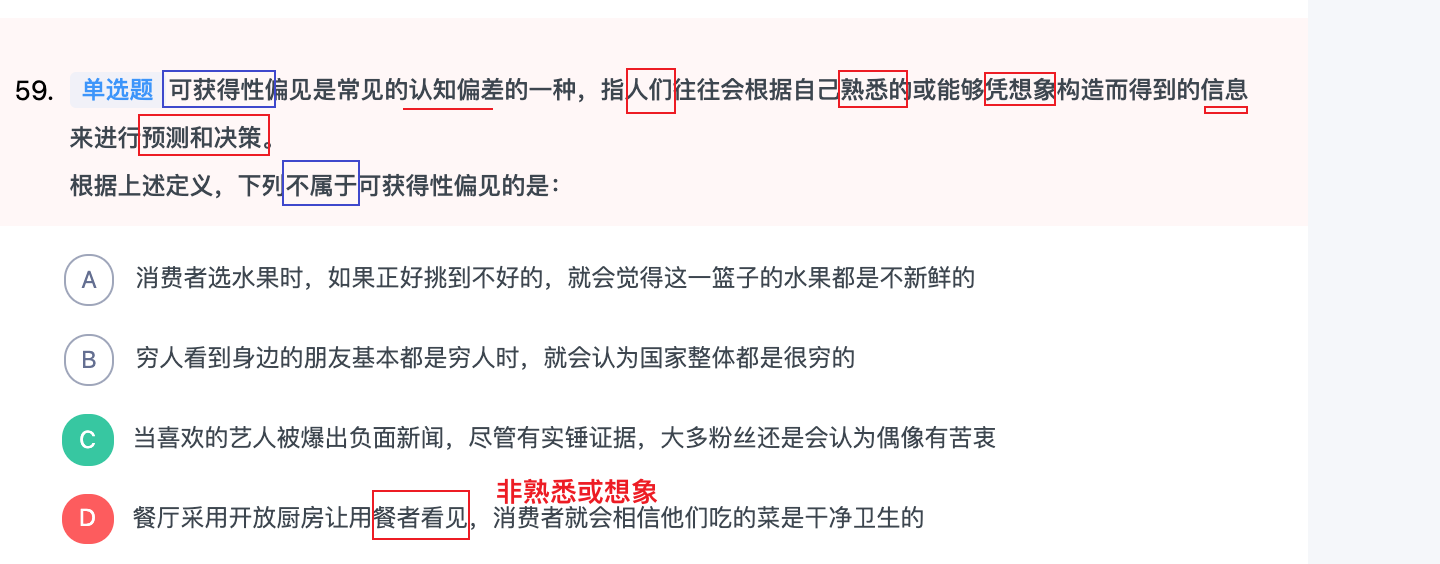 59. 单选题 可获得性偏见是常见的认知偏差的一种，指人们往往会根据自己熟悉的或能够凭想象构造而得到的信息
来进行预测和决策。
根据上述定义，下列不属于可获得性偏见的是：
A 消费者选水果时，如果正好挑到不好的，就会觉得这一篮子的水果都是不新鲜的
B 穷人看到身边的朋友基本都是穷人时，就会认为国家整体都是很穷的
C 当喜欢的艺人被爆出负面新闻，尽管有实锤证据，大多粉丝还是会认为偶像有苦衷
非熟悉或想象
D 餐厅采用开放厨房让用餐者看见，消费者就会相信他们吃的菜是干净卫生的